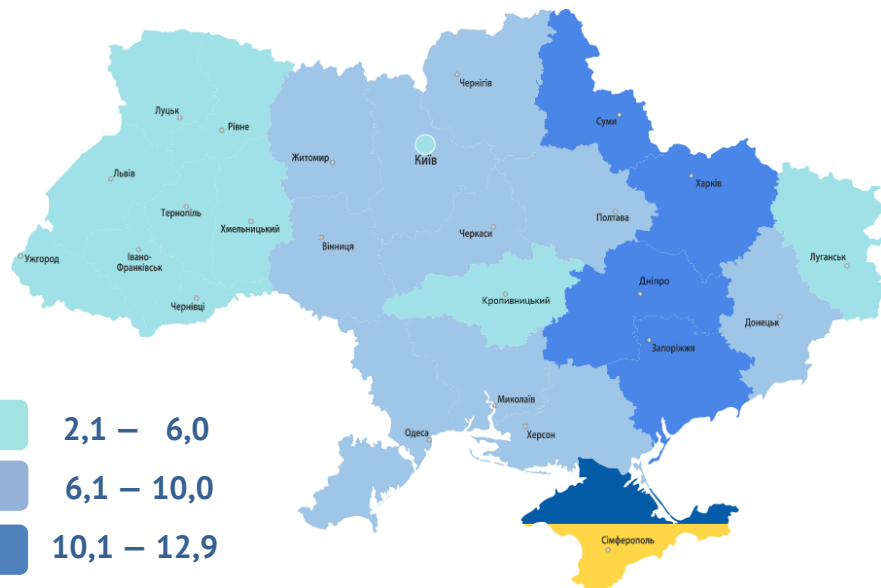 Чернігів
Луцьк
Суми
Рівне
Житомир
Київ
Львів
Харків
Тернопіль
Полтава
Хмельницький
Черкаси
Вінниця
Ужгород
Івано-
Франківськ
Луганськ
Дніпро
Чернівці
Кропивницький
Донецьк
Запоріжжя
Миколаїв
Одеса
Херсон
2,1 — 6,0
6,1 — 10,0
10,1 — 12,9
Сімферополь